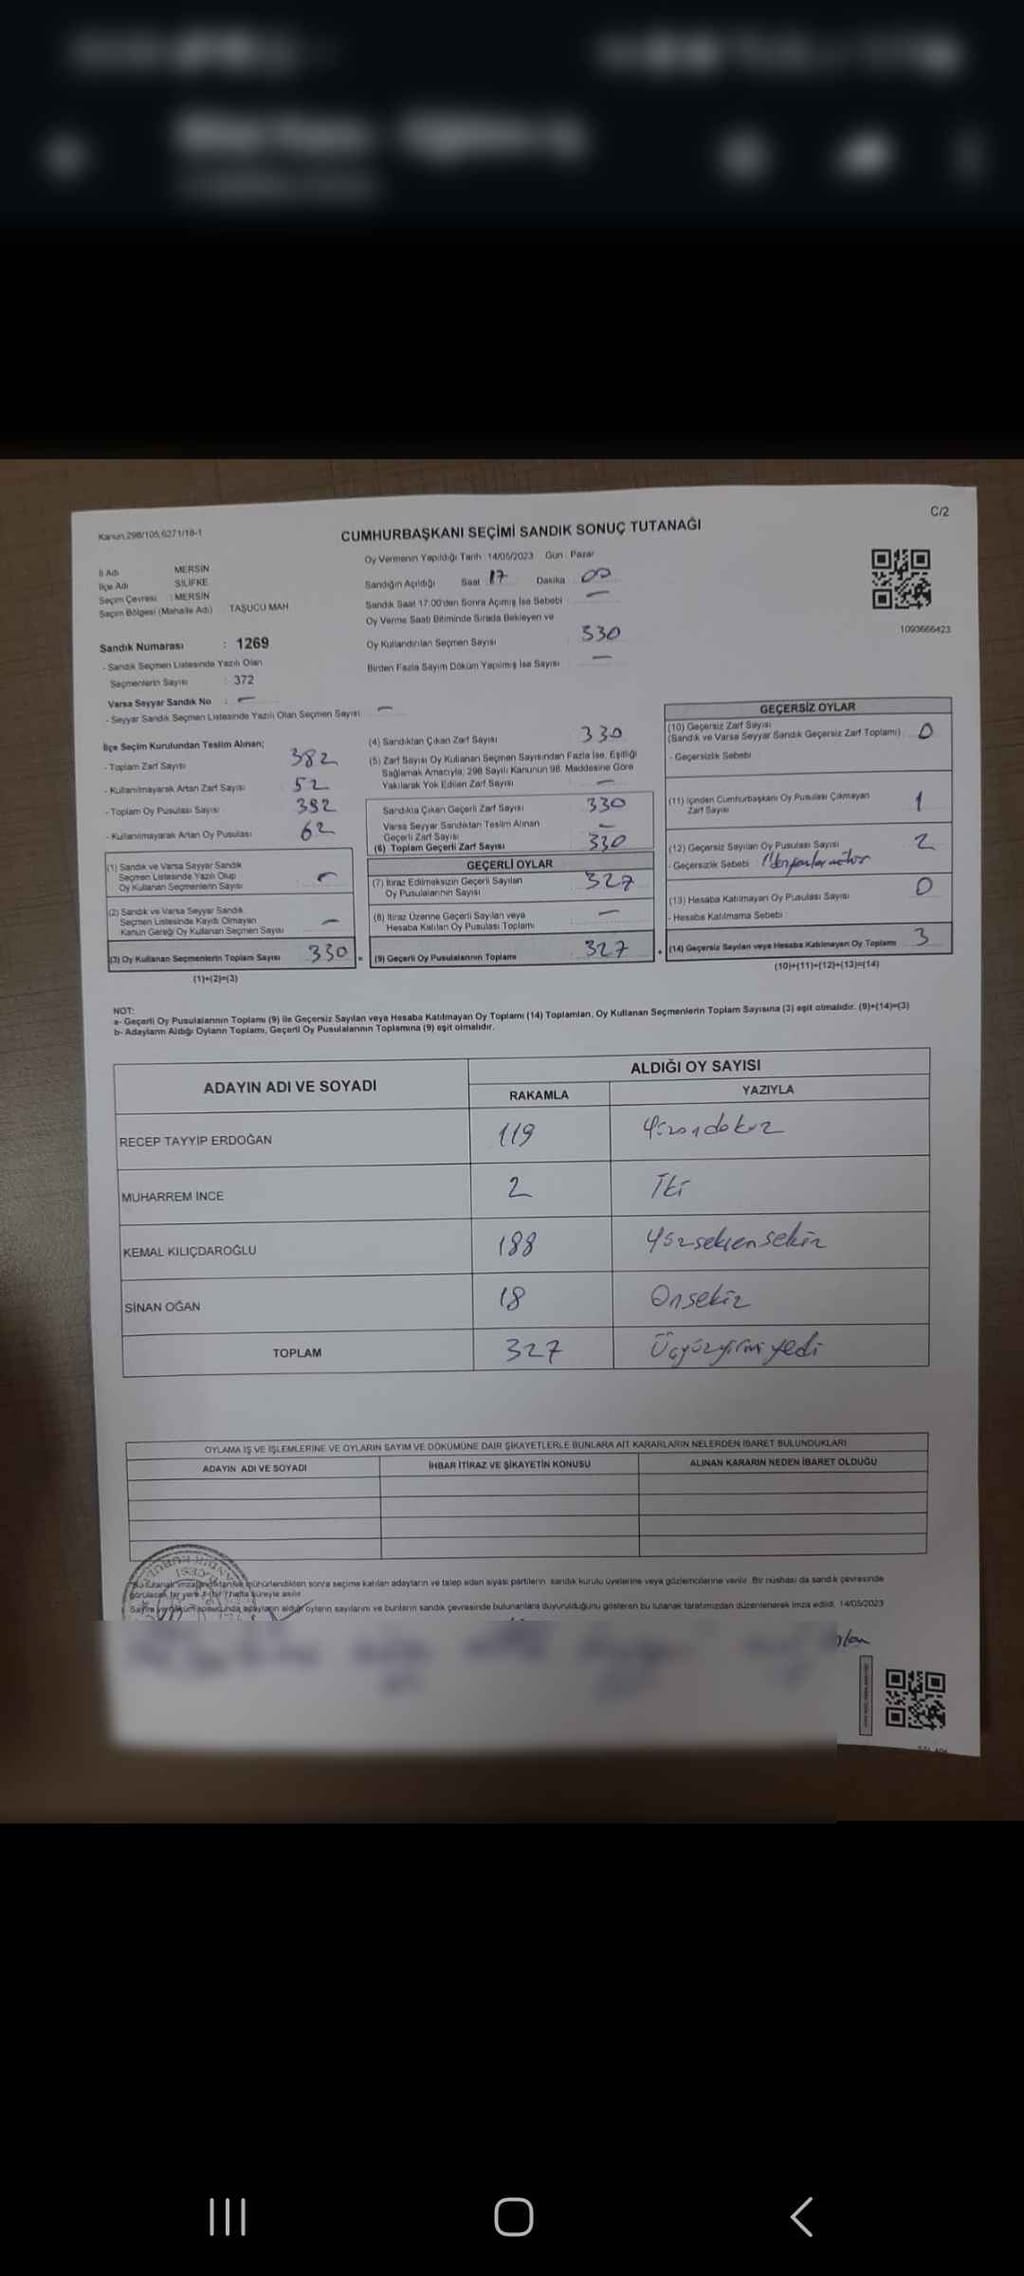 C/2
Kanun 298/105,6271/18-1
CUMHURBAŞKANI SEÇİMİ SANDIK SONUÇ TUTANAĞI
Oy Vermenin Yapıldığı Tarih : 14/05/2023 Gün : Pazar
İl Adı MERSİN
İlçe Adı SİLİFKE
Seçim Çevresi : MERSİN
Seçim Bölgesi (Mahalle Adı) TAŞUCU MAH
Sandığın Açıldığı Saat 17 Dakika 00
Sandık Saat 17:00'den Sonra Açımış İse Sebebi —
Oy Verme Saati Bitiminde Sırada Bekleyen ve
Oy Kullandırılan Seçmen Sayısı 330
Birden Fazla Sayım Döküm Yapılmış İse Sayısı —
1093666423
Sandık Numarası : 1269
- Sandık Seçmen Listesinde Yazılı Olan
Seçmenlerin Sayısı : 372
Varsa Seyyar Sandık No : —
- Seyyar Sandık Seçmen Listesinde Yazılı Olan Seçmen Sayısı —
İlçe Seçim Kurulundan Teslim Alınan;
- Toplam Zarf Sayısı 382
- Kullanılmayarak Artan Zarf Sayısı 52
- Toplam Oy Pusulası Sayısı 392
- Kullanılmayarak Artan Oy Pusulası 62
(1) Sandık ve Varsa Seyyar Sandık
Seçmen Listesinde Yazılı Olup
Oy Kullanan Seçmenlerin Sayısı —
(2) Sandık ve Varsa Seyyar Sandık
Seçmen Listesinde Kayıtlı Olmayan
Kanun Gereği Oy Kullanan Seçmen Sayısı —
(3) Oy Kullanan Seçmenlerin Toplam Sayısı 330
(1)+(2)=(3)
(4) Sandıktan Çıkan Zarf Sayısı 330
(5) Zarf Sayısı Oy Kullanan Seçmen Sayısından Fazla İse, Eşitliği
Sağlamak Amacıyla, 298 Sayılı Kanunun 98. Maddesine Göre
Yakılarak Yok Edilen Zarf Sayısı —
Sandıkta Çıkan Geçerli Zarf Sayısı 330
Varsa Seyyar Sandıktan Teslim Alınan
Geçerli Zarf Sayısı —
(6) Toplam Geçerli Zarf Sayısı 330
GEÇERLİ OYLAR
(7) İtiraz Edilmeksizin Geçerli Sayılan
Oy Pusulalarının Sayısı 327
(8) İtiraz Üzerine Geçerli Sayılan veya
Hesaba Katılan Oy Pusulası Toplamı —
(9) Geçerli Oy Pusulalarının Toplamı 327
GEÇERSİZ OYLAR
(10) Geçersiz Zarf Sayısı
(Sandık ve Varsa Seyyar Sandık Geçersiz Zarf Toplamı) 0
- Geçersizlik Sebebi
(11) İçinden Cumhurbaşkanı Oy Pusulası Çıkmayan
Zarf Sayısı 1
(12) Geçersiz Sayılan Oy Pusulası Sayısı 2
- Geçersizlik Sebebi
(13) Hesaba Katılmayan Oy Pusulası Sayısı 0
- Hesaba Katılmama Sebebi
(14) Geçersiz Sayılan veya Hesaba Katılmayan Oy Toplamı 3
(10)+(11)+(12)+(13)=(14)
NOT:
a- Geçerli Oy Pusulalarının Toplamı (9) ile Geçersiz Sayılan veya Hesaba Katılmayan Oy Toplamı (14) Toplamları, Oy Kullanan Seçmenlerin Toplam Sayısına (3) eşit olmalıdır. (9)+(14)=(3)
b- Adayların Aldığı Oyların Toplamı, Geçerli Oy Pusulalarının Toplamına (9) eşit olmalıdır.
ADAYIN ADI VE SOYADI
ALDIĞI OY SAYISI
RAKAMLA YAZIYLA
RECEP TAYYİP ERDOĞAN 119 Yüzondokuz
MUHARREM İNCE 2 İki
KEMAL KILIÇDAROĞLU 188 Yüzseksensekiz
SİNAN OĞAN 18 Onsekiz
TOPLAM 327 Üçyüzyirmi yedi
OYLAMA İŞ VE İŞLEMLERİNE VE OYLARIN SAYIM VE DÖKÜMÜNE DAİR ŞİKAYETLERLE BUNLARA AİT KARARLARIN NELERDEN İBARET BULUNDUKLARI
ADAYIN ADI VE SOYADI İHBAR İTİRAZ VE ŞİKAYETİN KONUSU ALINAN KARARIN NEDEN İBARET OLDUĞU
Bu tutanak mühürlendikten sonra seçime katılan adayların ve talep eden siyasi partilerin sandık kurulu üyelerine veya gözlemcilerine verilir. Bir nüshası da sandık çevresinde
hafta süreyle asılır.
oyların sayılarını ve bunların sandık çevresinde bulunanlara duyurulduğunu gösteren bu tutanak tarafımızdan düzenlenerek imza edildi. 14/05/2023